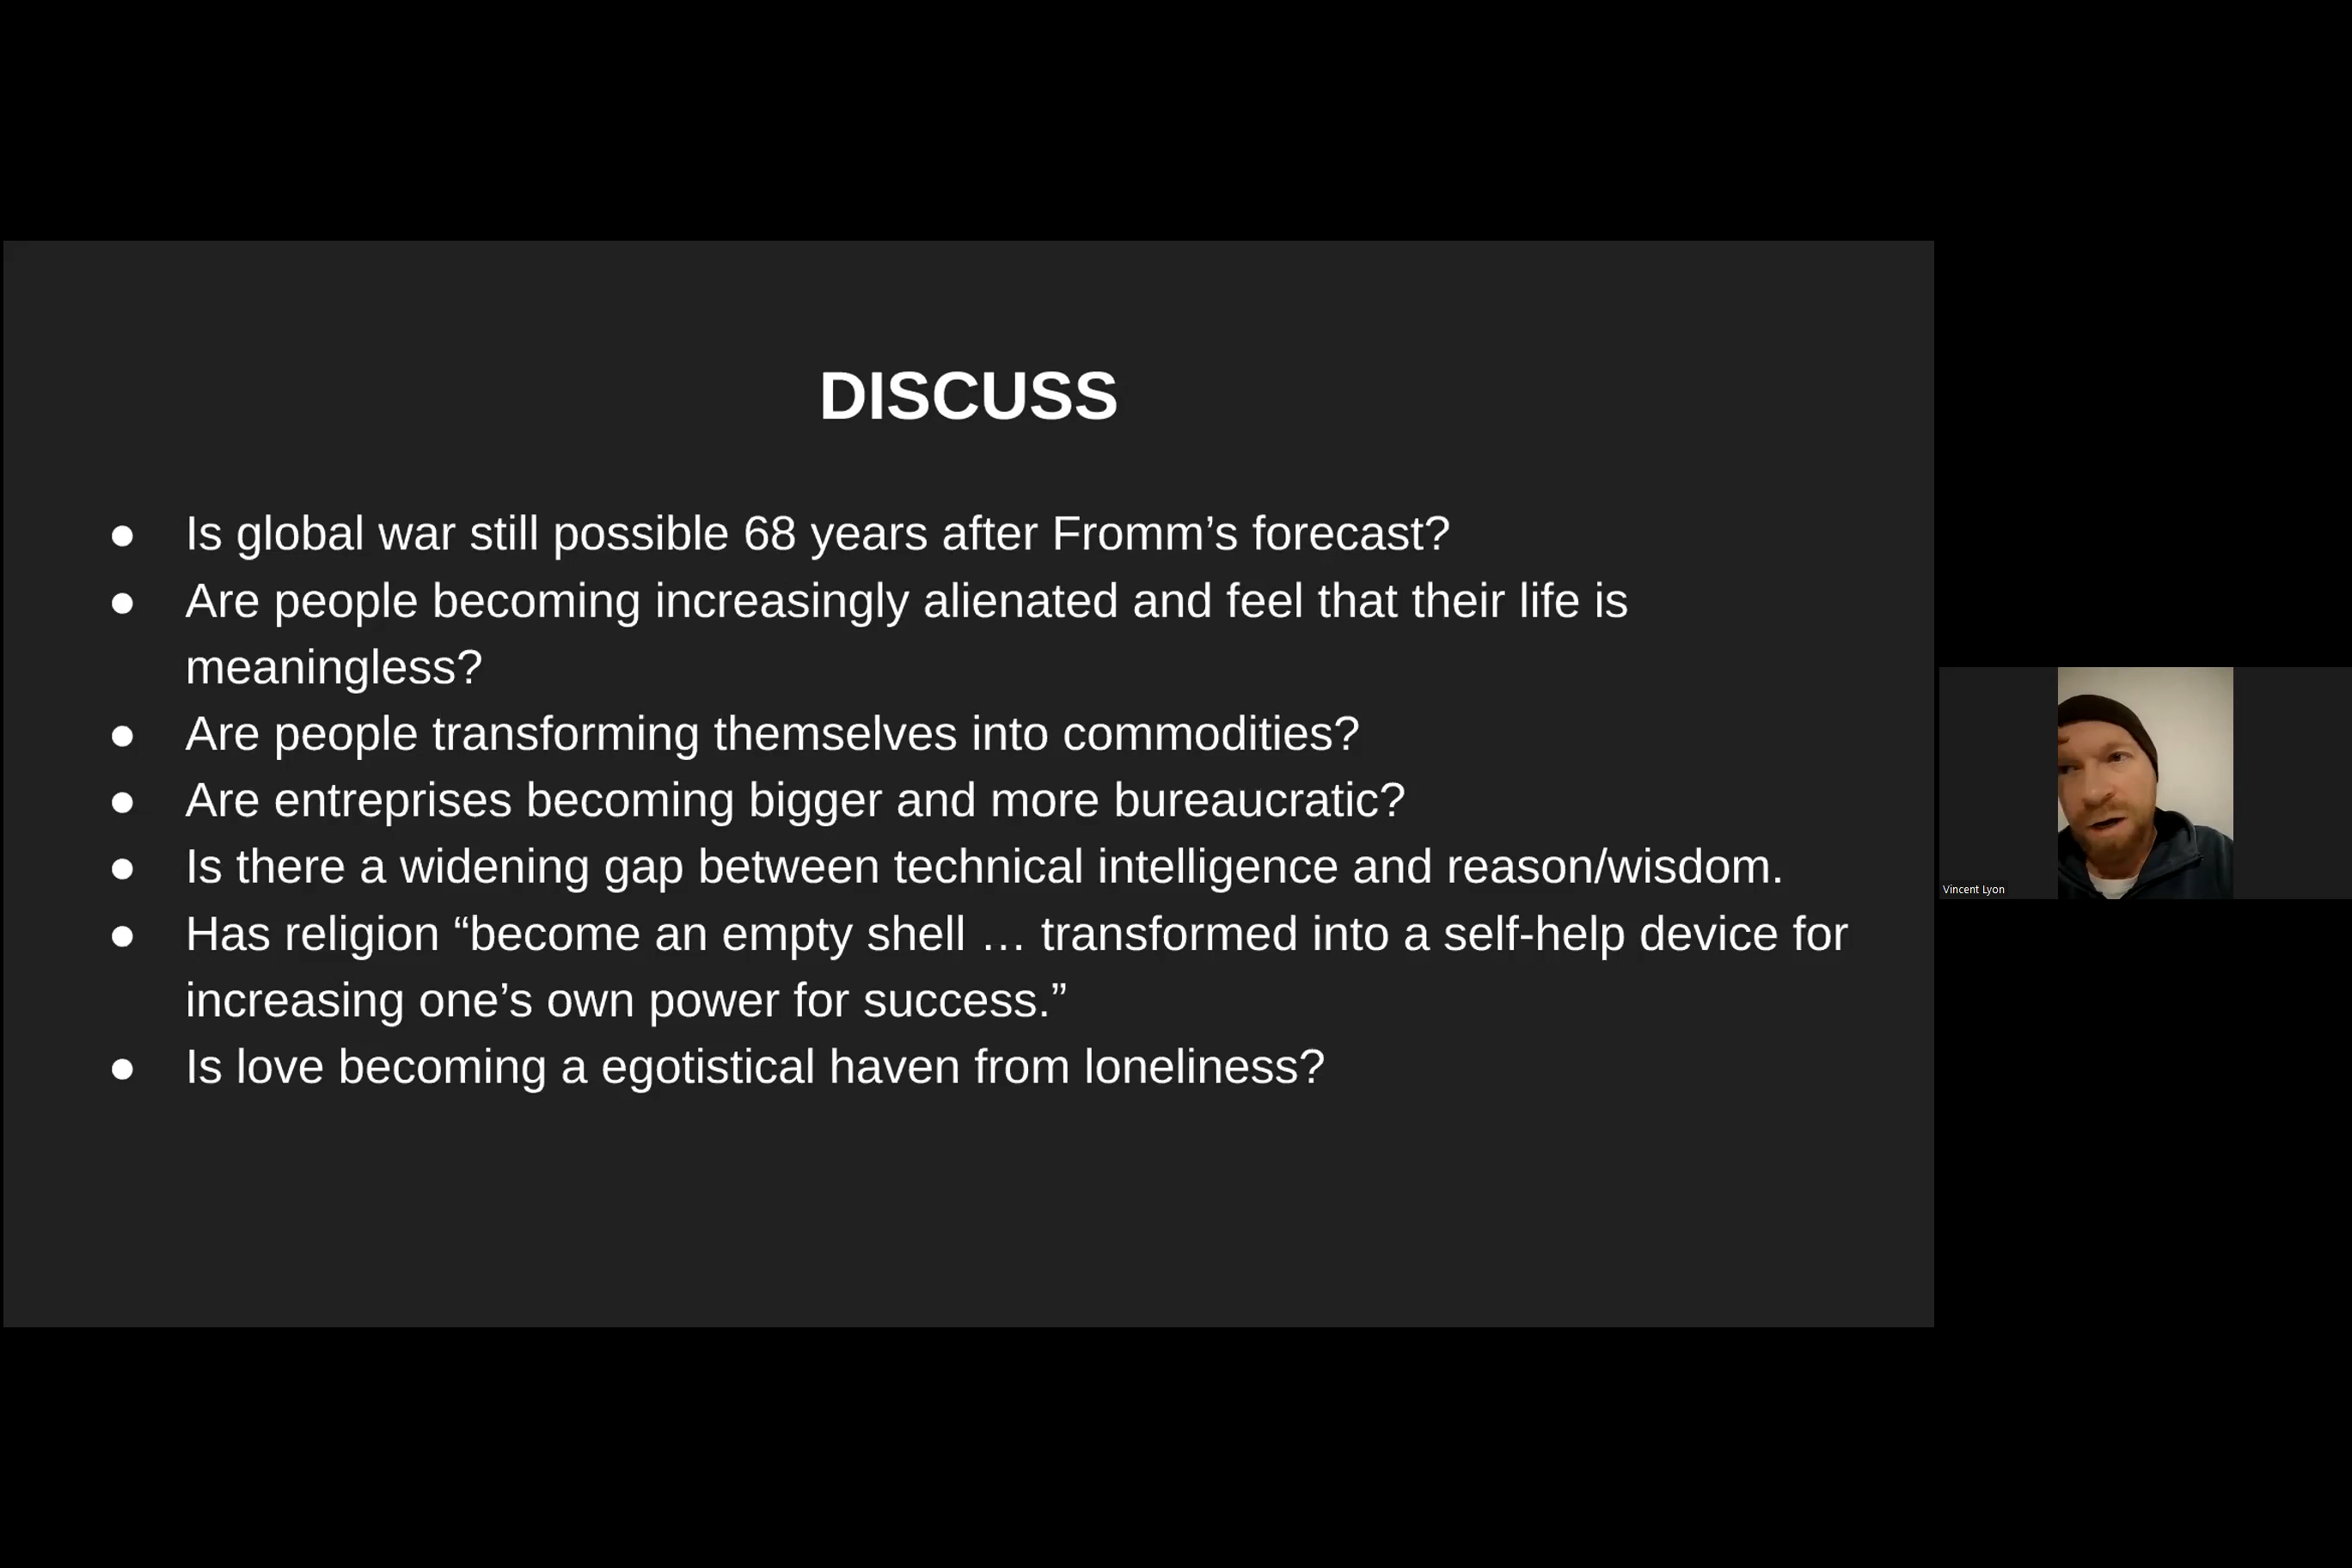 DISCUSS
● Is global war still possible 68 years after Fromm’s forecast?
● Are people becoming increasingly alienated and feel that their life is
meaningless?
● Are people transforming themselves into commodities?
● Are entreprises becoming bigger and more bureaucratic?
● Is there a widening gap between technical intelligence and reason/wisdom.
● Has religion “become an empty shell … transformed into a self-help device for
increasing one’s own power for success.”
● Is love becoming a egotistical haven from loneliness?
Vincent Lyon